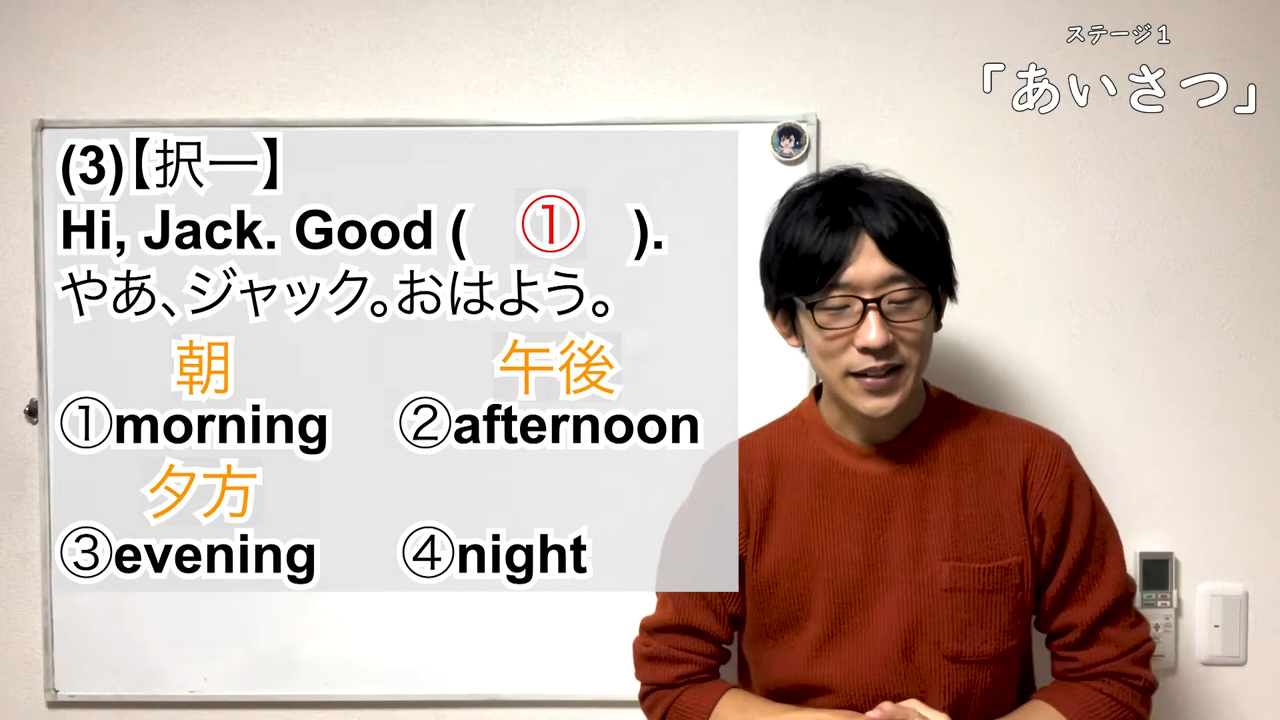 ステージ1
「あいさつ」
(3)【択一】
Hi, Jack. Good ( ① ).
やあ、ジャック。おはよう。
朝 午後
①morning ②afternoon
夕方
③evening ④night